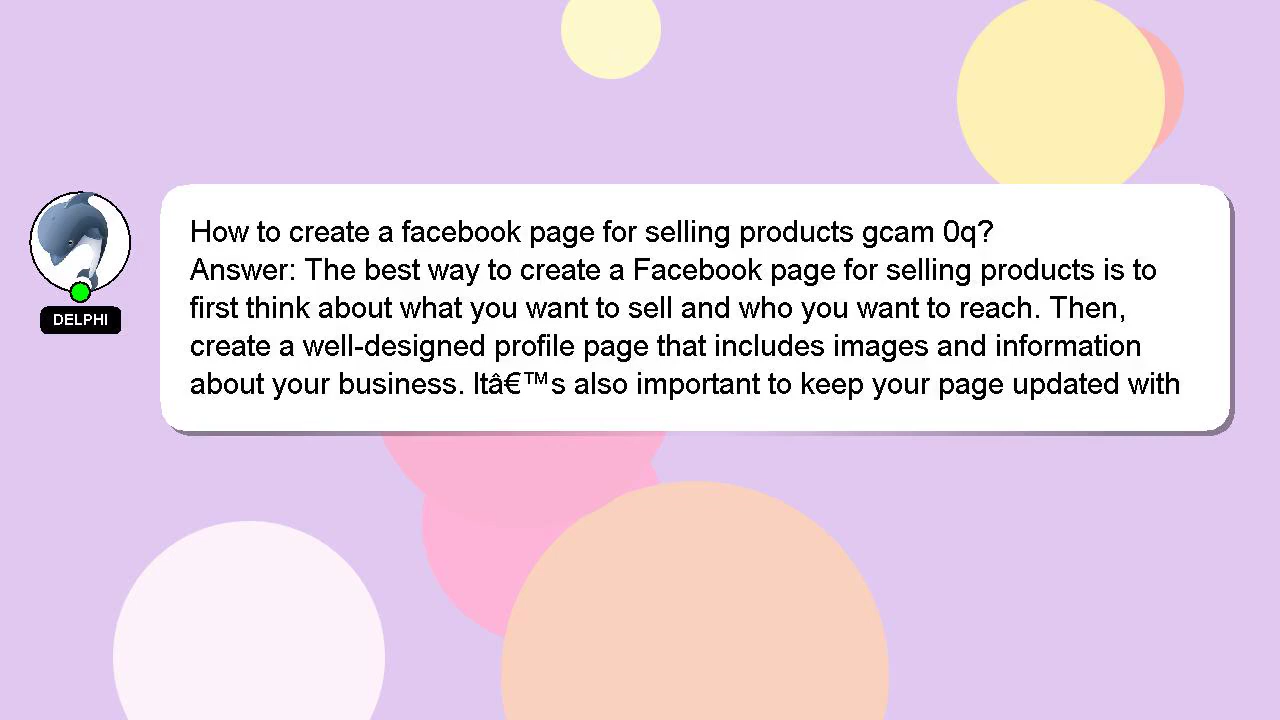 How to create a facebook page for selling products gcam 0q?
Answer: The best way to create a Facebook page for selling products is to
first think about what you want to sell and who you want to reach. Then,
create a well-designed profile page that includes images and information
about your business. Itâ€™s also important to keep your page updated with
DELPHI